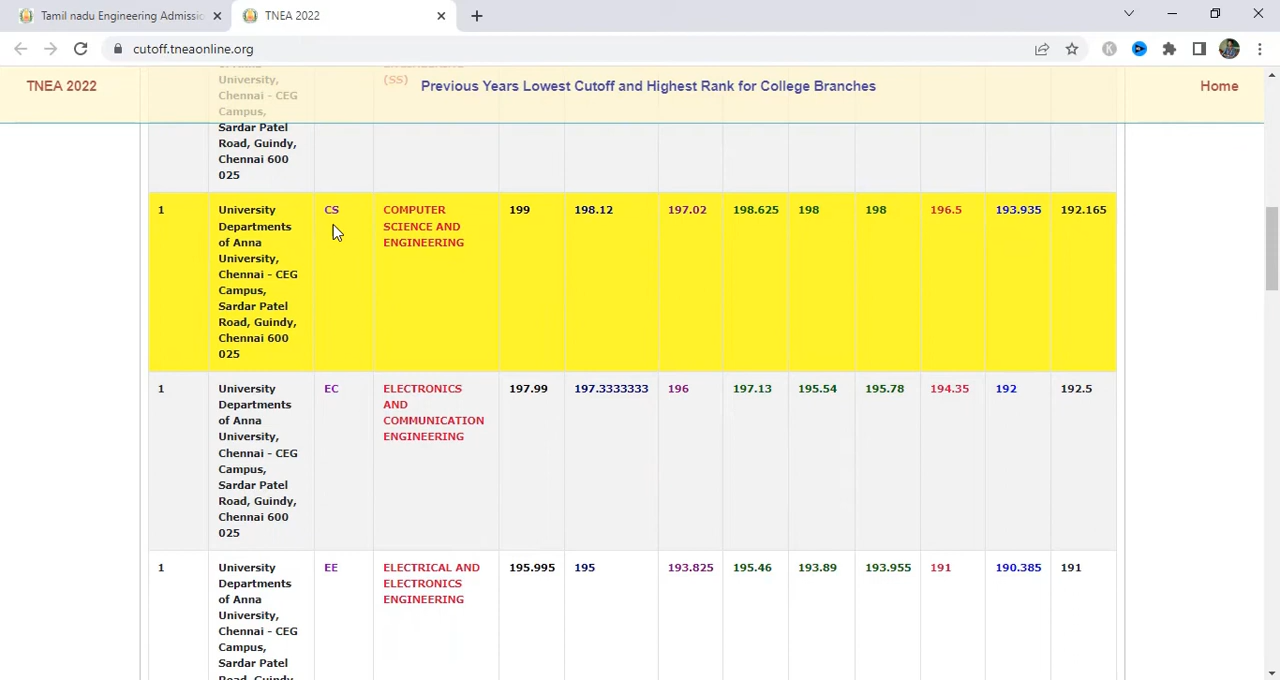 Tamil nadu Engineering Admissio
TNEA 2022
cutoff.tneaonline.org
K
TNEA 2022
Previous Years Lowest Cutoff and Highest Rank for College Branches
Home
University,
Chennai - CEG
Campus,
Sardar Patel
Road, Guindy,
Chennai 600
025
(SS)
1
University
Departments
of Anna
University,
Chennai - CEG
Campus,
Sardar Patel
Road, Guindy,
Chennai 600
025
CS
COMPUTER
SCIENCE AND
ENGINEERING
199
198.12
197.02
198.625
198
198
196.5
193.935
192.165
1
University
Departments
of Anna
University,
Chennai - CEG
Campus,
Sardar Patel
Road, Guindy,
Chennai 600
025
EC
ELECTRONICS
AND
COMMUNICATION
ENGINEERING
197.99
197.3333333
196
197.13
195.54
195.78
194.35
192
192.5
1
University
Departments
of Anna
University,
Chennai - CEG
Campus,
Sardar Patel
Road, Guindy,
EE
ELECTRICAL AND
ELECTRONICS
ENGINEERING
195.995
195
193.825
195.46
193.89
193.955
191
190.385
191